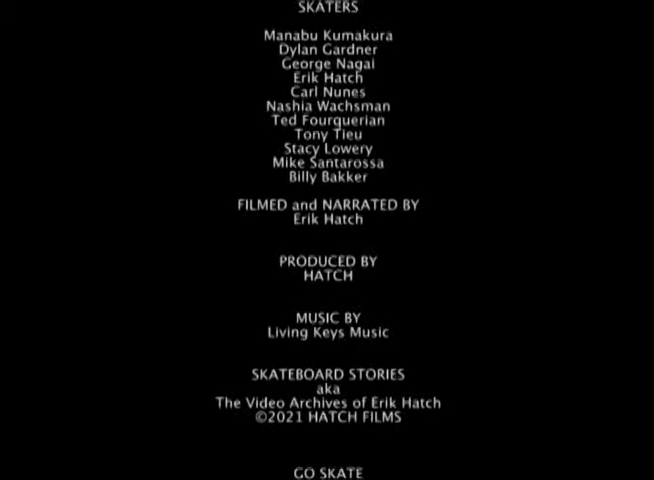 SKATERS
Manabu Kumakura
Dylan Gardner
George Nagai
Erik Hatch
Carl Nunes
Nashia Wachsman
Ted Fourquerian
Tony Tieu
Stacy Lowery
Mike Santarossa
Billy Bakker
FILMED and NARRATED BY
Erik Hatch
PRODUCED BY
HATCH
MUSIC BY
Living Keys Music
SKATEBOARD STORIES
aka
The Video Archives of Erik Hatch
©2021 HATCH FILMS
GO SKATE